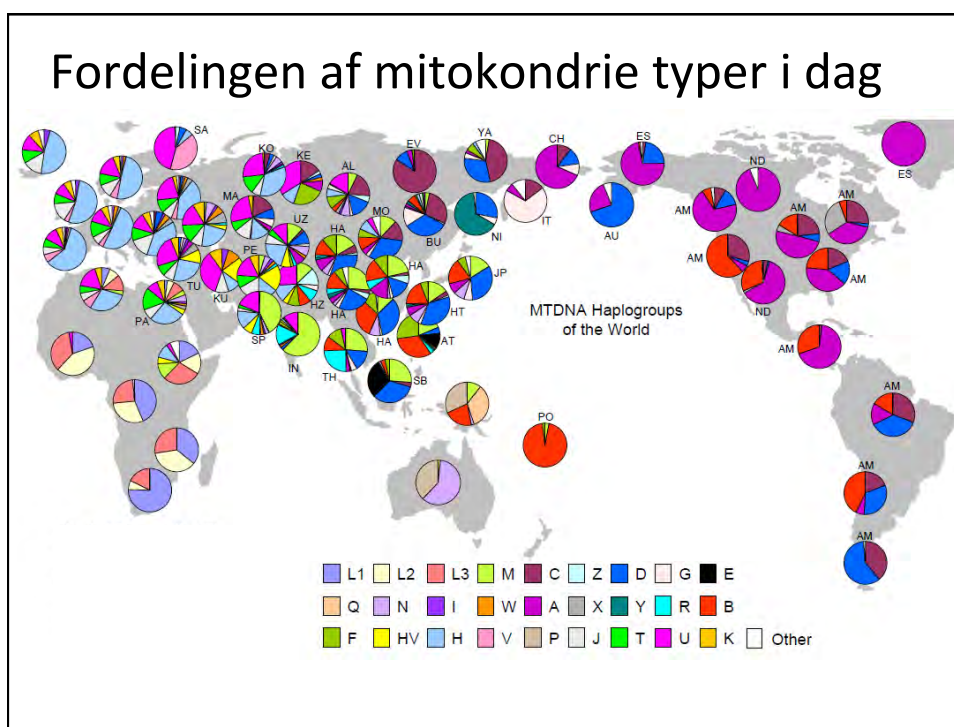 Fordelingen af mitokondrie typer i dag
SA
KO
KE
AL
EV
YA
CH
ES
ND
ES
MA
UZ
HA
MO
BU
NI
IT
AU
AM
AM
AM
TU
KU
PE
HZ
HA
HA
HA
HT
JP
AM
ND
AM
PA
SP
IN
TH
AT
SB
MTDNA Haplogroups
of the World
AM
PO
AM
AM
AM
L1 L2 L3 M C Z D G E
Q N I W A X Y R B
F HV H V P J T U K Other